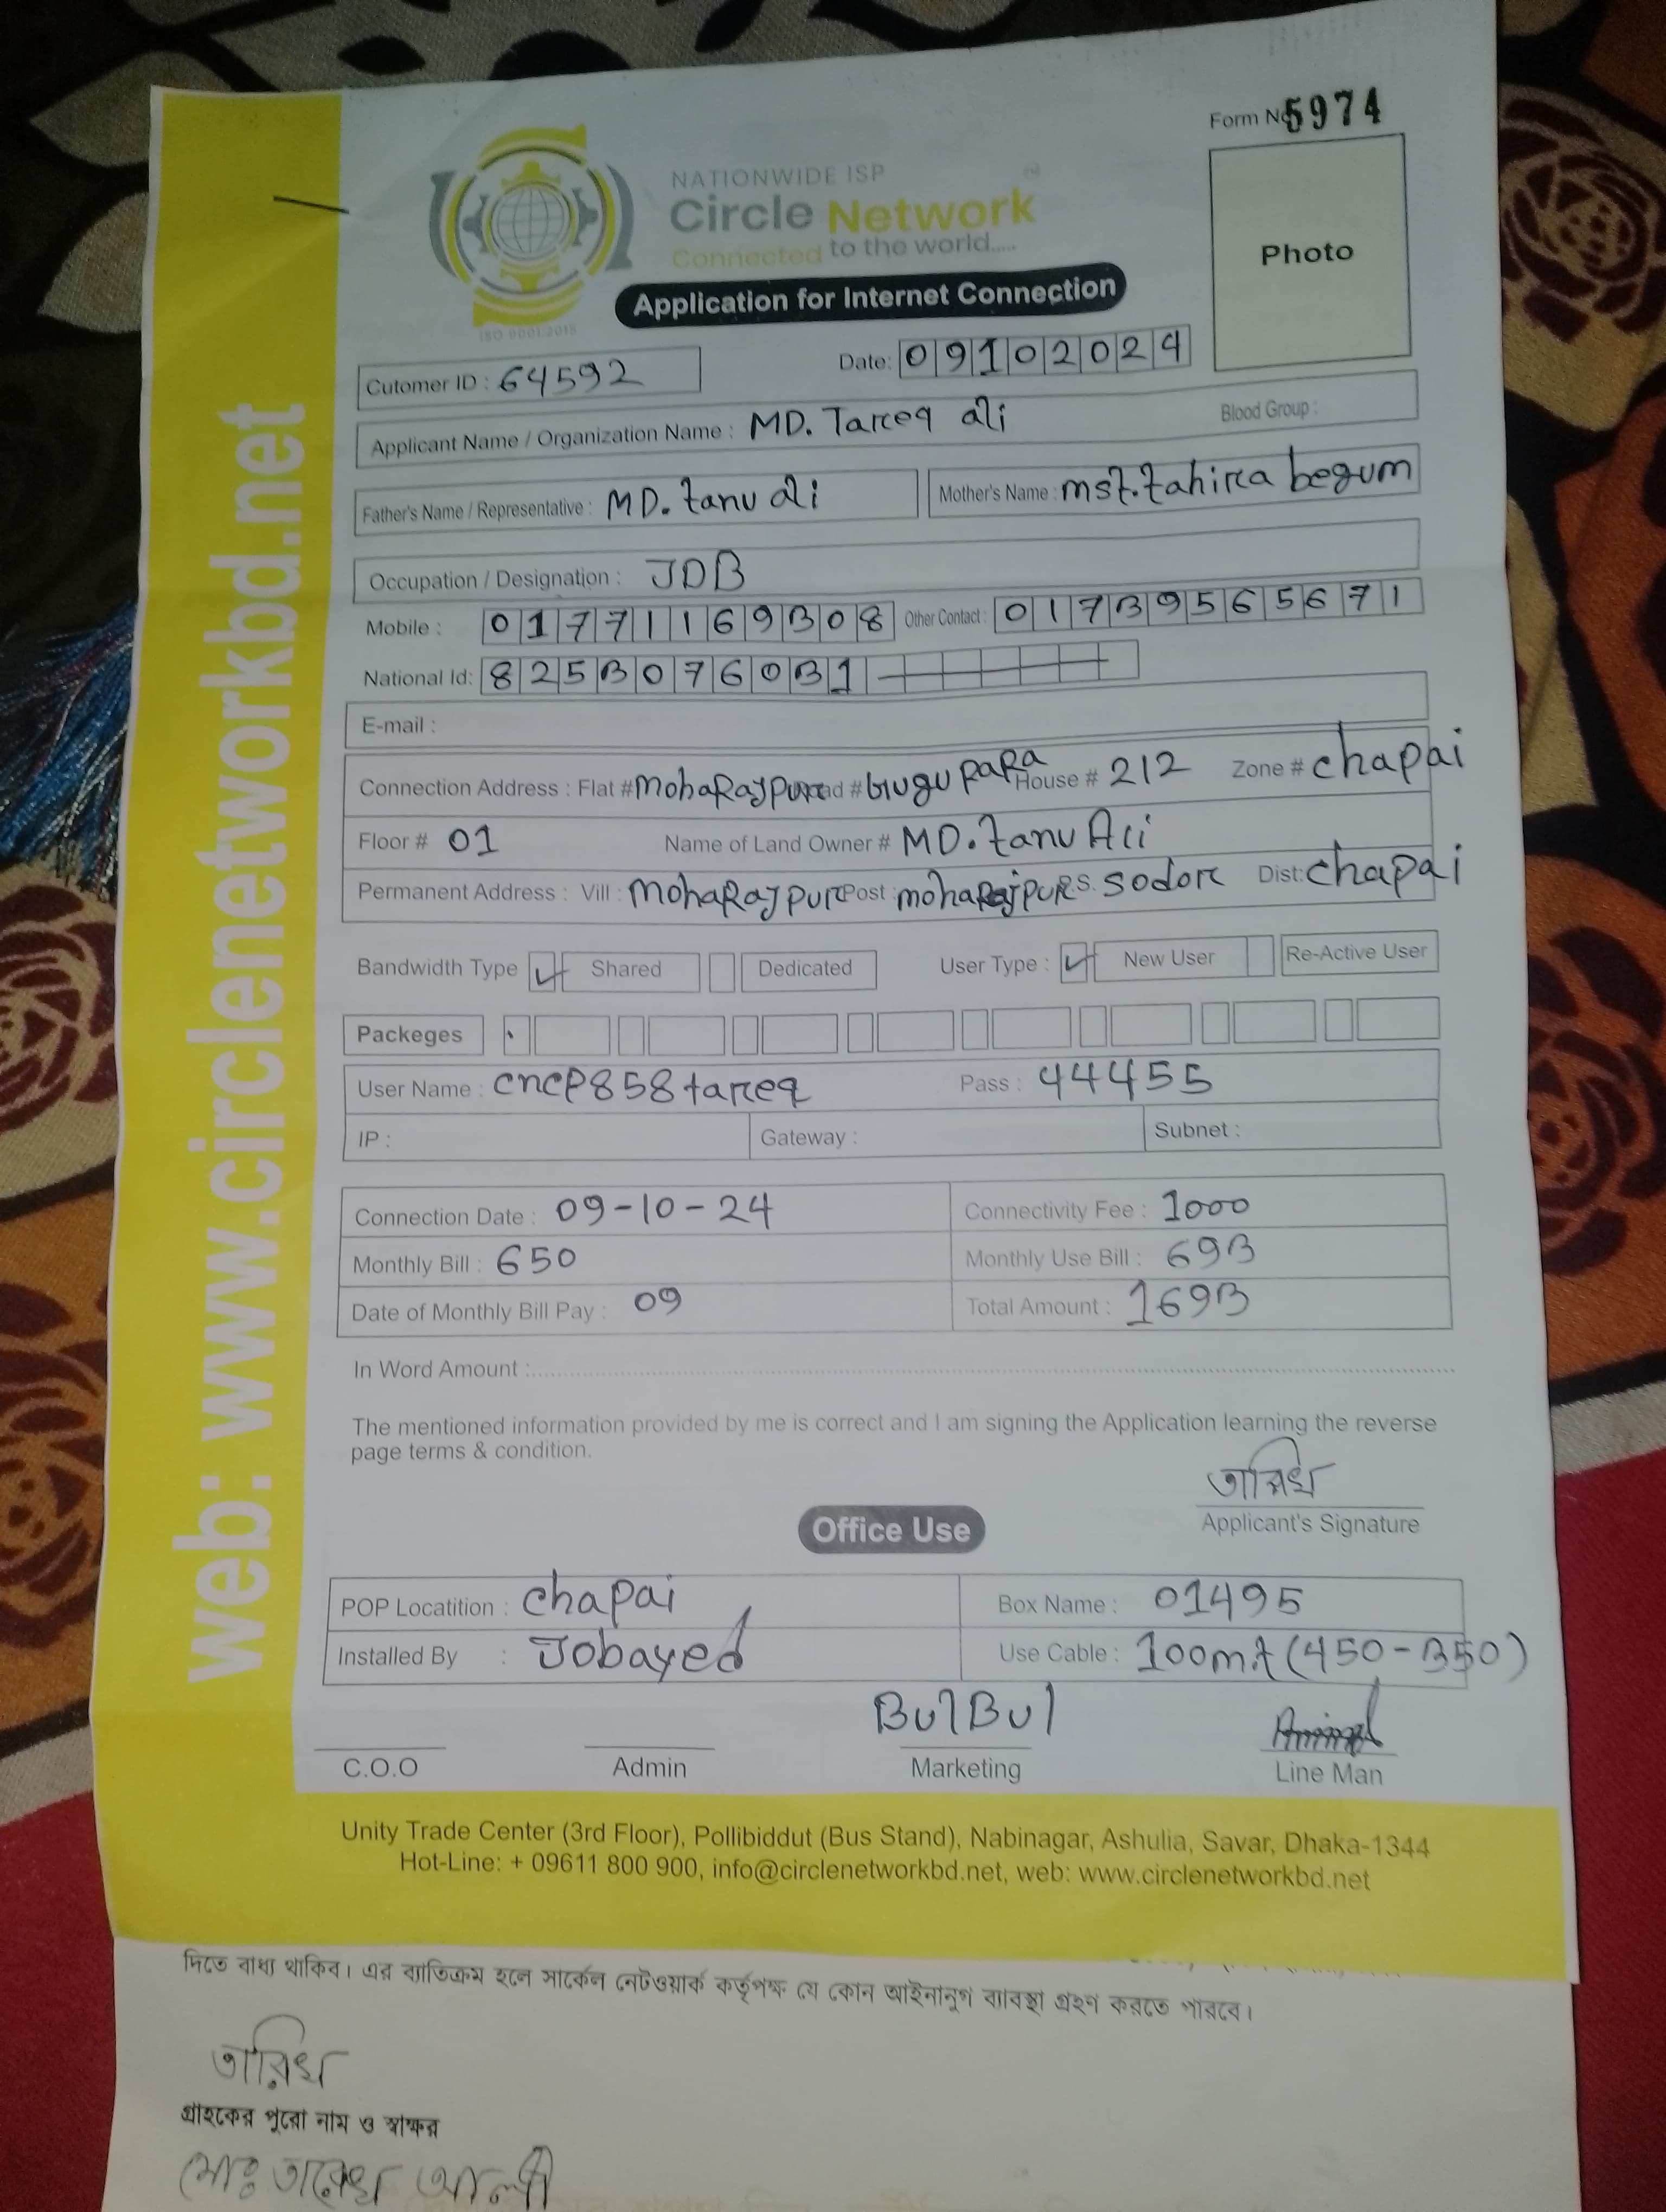 Form No 5974
NATIONWIDE ISP
Circle Network
Connected to the world.....
ISO 9001:2015
Application for Internet Connection
Photo
Cutomer ID : 64592 Date: 09102024
Applicant Name / Organization Name : MD. Tareq ali Blood Group :
Father's Name / Representative : MD. tanu ali Mother's Name : mst. tahira begum
Occupation / Designation : JDB
Mobile : 01771169308 Other Contact : 01739565671
National Id: 8253076031
E-mail :
Connection Address : Flat # mohaRajpur Road # Gugu paRa House # 212 Zone # chapai
Floor # 01 Name of Land Owner # MD. tanu Ali
Permanent Address : Vill : mohaRajpur Post : mohaRajpur P.S. sodor Dist: chapai
Bandwidth Type Shared Dedicated User Type : New User Re-Active User
Packeges
User Name : cncp858tareq Pass : 44455
IP : Gateway : Subnet :
Connection Date : 09-10-24 Connectivity Fee : 1000
Monthly Bill : 650 Monthly Use Bill : 693
Date of Monthly Bill Pay : 09 Total Amount : 1693
In Word Amount :
The mentioned information provided by me is correct and I am signing the Application learning the reverse
page terms & condition.
Applicant's Signature
Office Use
POP Locatition : chapai Box Name : 01495
Installed By : Jobayed Use Cable : 100mt (450-350)
BulBul
C.O.O Admin Marketing Line Man
Unity Trade Center (3rd Floor), Pollibiddut (Bus Stand), Nabinagar, Ashulia, Savar, Dhaka-1344
Hot-Line: + 09611 800 900, info@circlenetworkbd.net, web: www.circlenetworkbd.net
web: www.circlenetworkbd.net
দিতে বাধ্য থাকিব। এর ব্যাতিক্রম হলে সার্কেল নেটওয়ার্ক কর্তৃপক্ষ যে কোন আইনানুগ ব্যাবস্থা গ্রহণ করতে পারবে।
গ্রাহকের পুরো নাম ও স্বাক্ষর
মোঃ তারেখ আলী